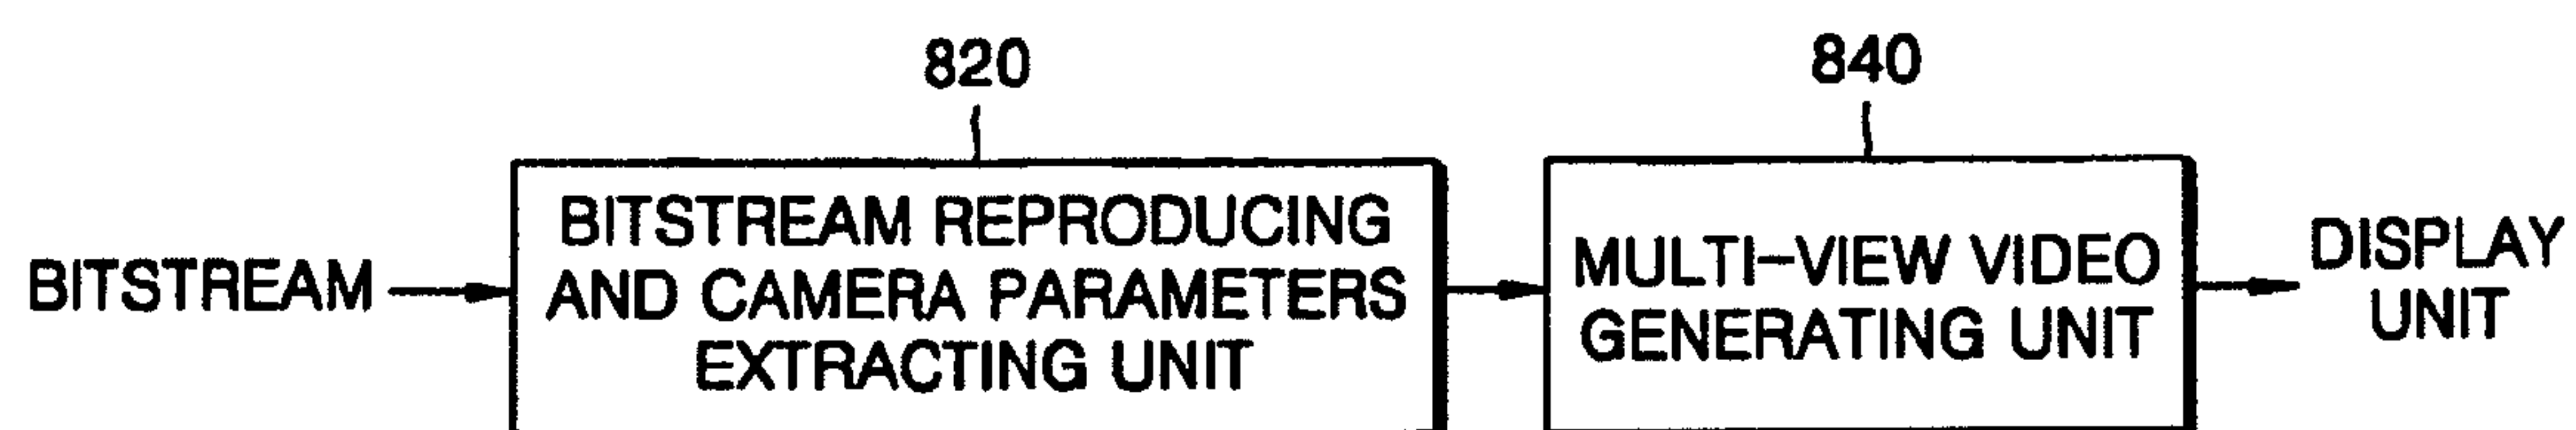 820
840
BITSTREAM
BITSTREAM REPRODUCING
AND CAMERA PARAMETERS
EXTRACTING UNIT
MULTI-VIEW VIDEO
GENERATING UNIT
DISPLAY
UNIT